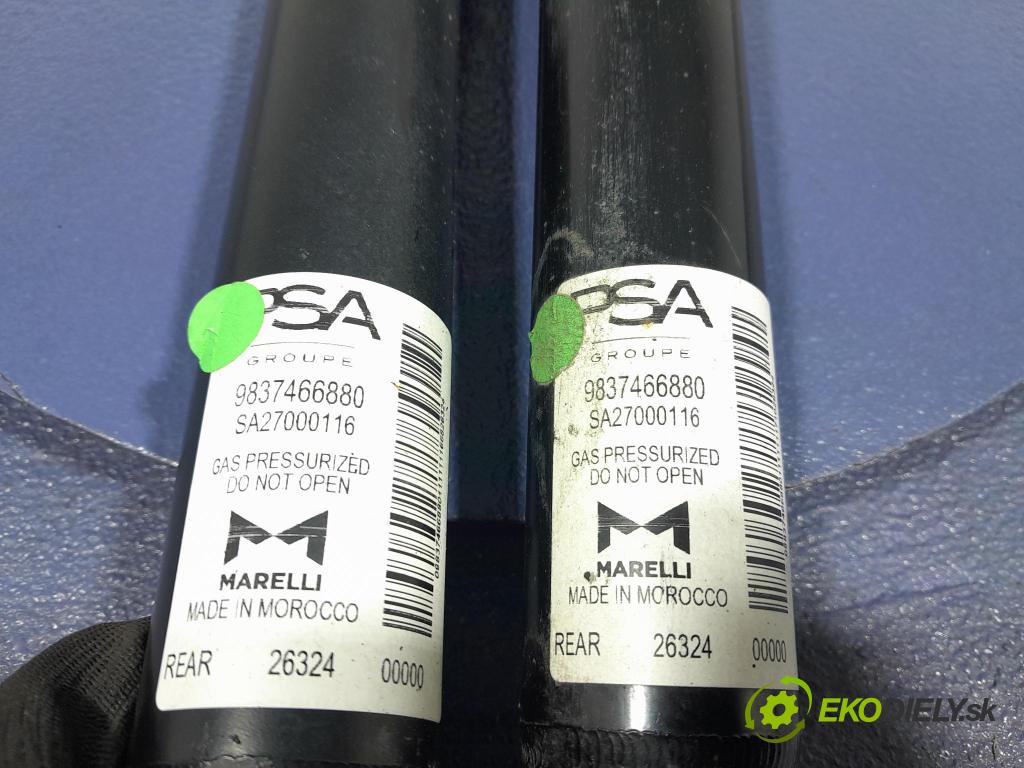 PSA
GROUPE
9837466880
SA27000116
GAS PRESSURIZED
DO NOT OPEN
MARELLI
MADE IN MOROCCO
REAR 26324 00000
PSA
GROUPE
9837466880
SA27000116
GAS PRESSURIZED
DO NOT OPEN
MARELLI
MADE IN MOROCCO
REAR 26324 00000
EKODIELY.sk